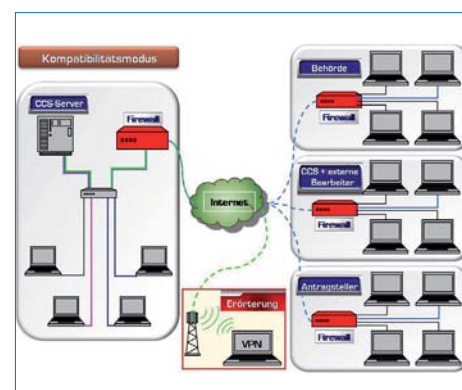 Kompatibilitätsmodus
CCS-Server
Firewall
Internet
Behörde
Firewall
CCS + externe
Bearbeiter
Firewall
Antragsteller
Firewall
Erörterung
VPN